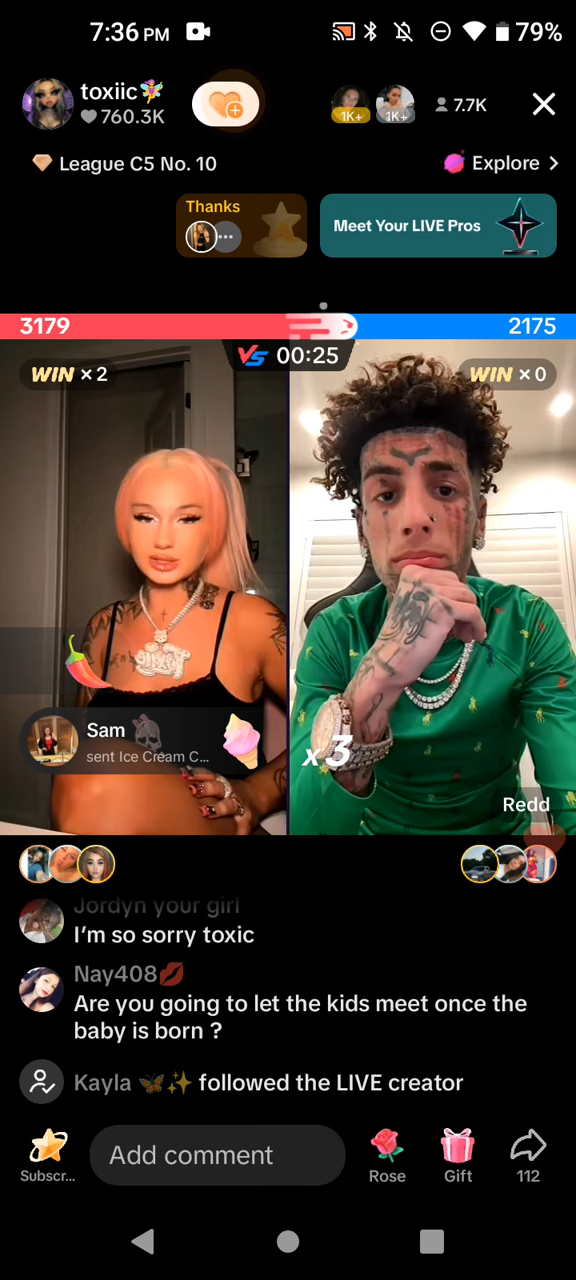 7:36 PM 79%
toxiic🧚
760.3K
1K+ 1K+ 7.7K
League C5 No. 10 Explore
Thanks
Meet Your LIVE Pros
3179 2175
VS 00:25
WIN × 2 WIN × 0
Sam
sent Ice Cream C...
x3
Redd
Jordyn your girl
I'm so sorry toxic
Nay408💋
Are you going to let the kids meet once the
baby is born ?
Kayla 🦋✨ followed the LIVE creator
Add comment
Subscr... Rose Gift 112